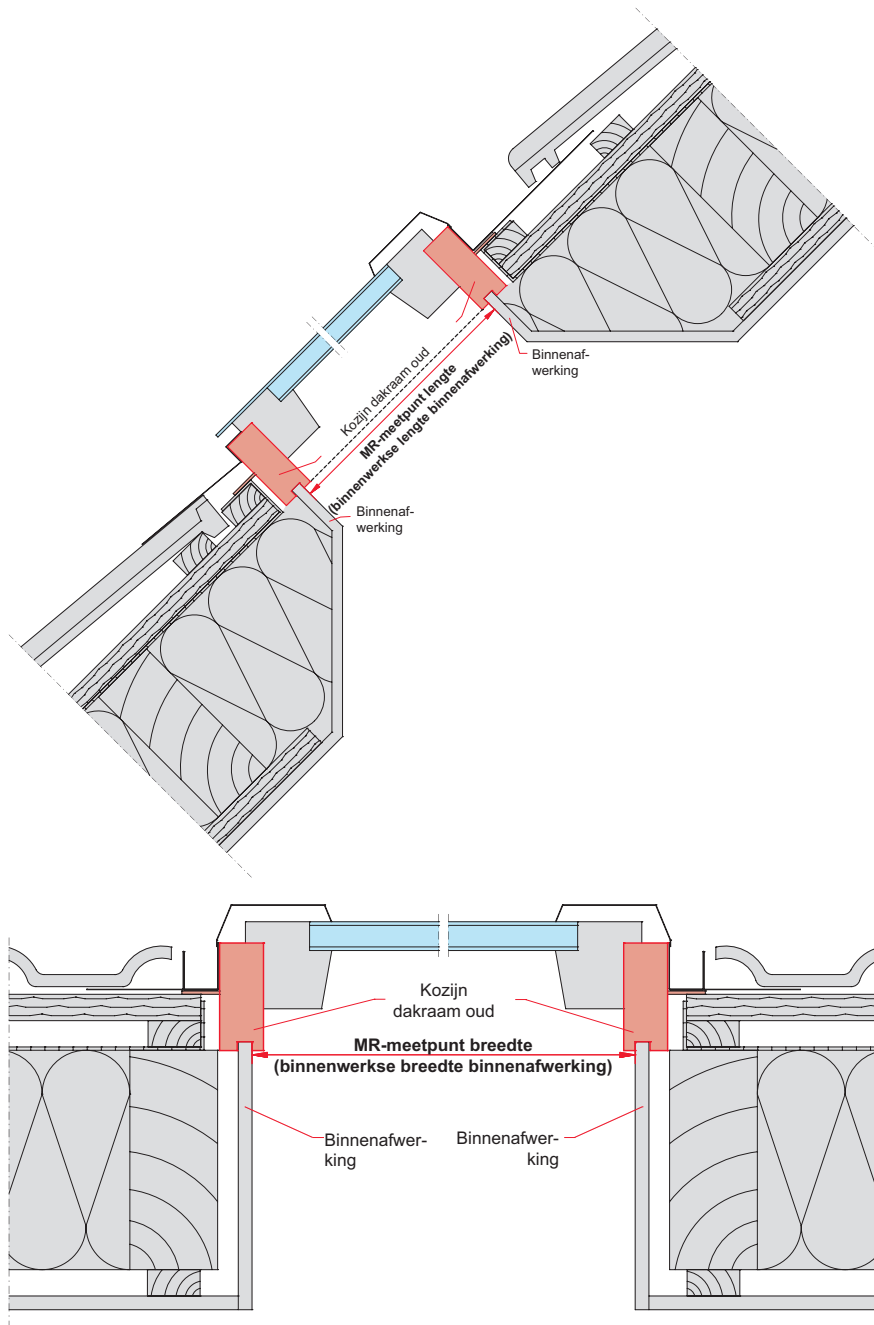 Binnenaf-
werking
Kozijn dakraam oud
MR-meetpunt lengte
(binnenwerkse lengte binnenafwerking)
Binnenaf-
werking
Kozijn
dakraam oud
MR-meetpunt breedte
(binnenwerkse breedte binnenafwerking)
Binnenafwer-
king
Binnenafwer-
king